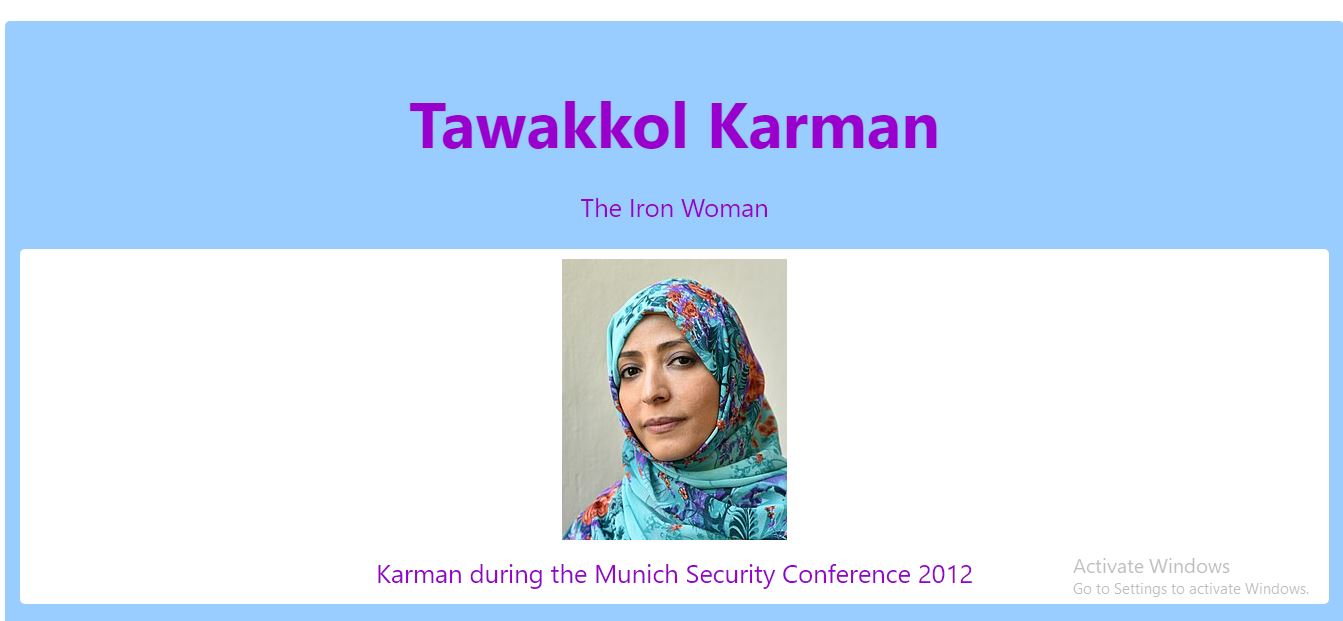 Tawakkol Karman
The Iron Woman
Karman during the Munich Security Conference 2012
Activate Windows
Go to Settings to activate Windows.